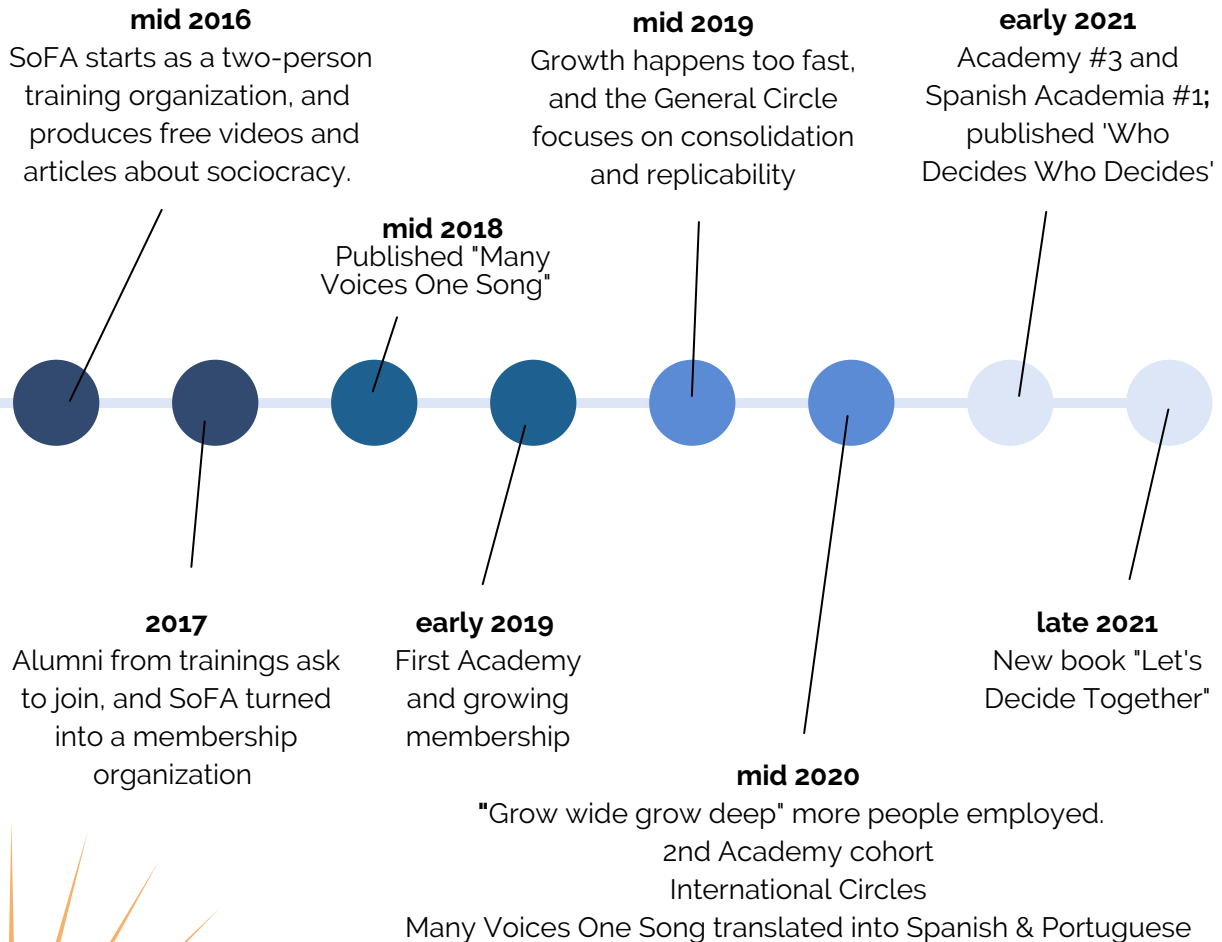 mid 2016
SoFA starts as a two-person
training organization, and
produces free videos and
articles about sociocracy.
2017
Alumni from trainings ask
to join, and SoFA turned
into a membership
organization
mid 2018
Published "Many
Voices One Song"
early 2019
First Academy
and growing
membership
mid 2019
Growth happens too fast,
and the General Circle
focuses on consolidation
and replicability
mid 2020
"Grow wide grow deep" more people employed.
2nd Academy cohort
International Circles
Many Voices One Song translated into Spanish & Portuguese
early 2021
Academy #3 and
Spanish Academia #1;
published 'Who
Decides Who Decides'
late 2021
New book "Let's
Decide Together"